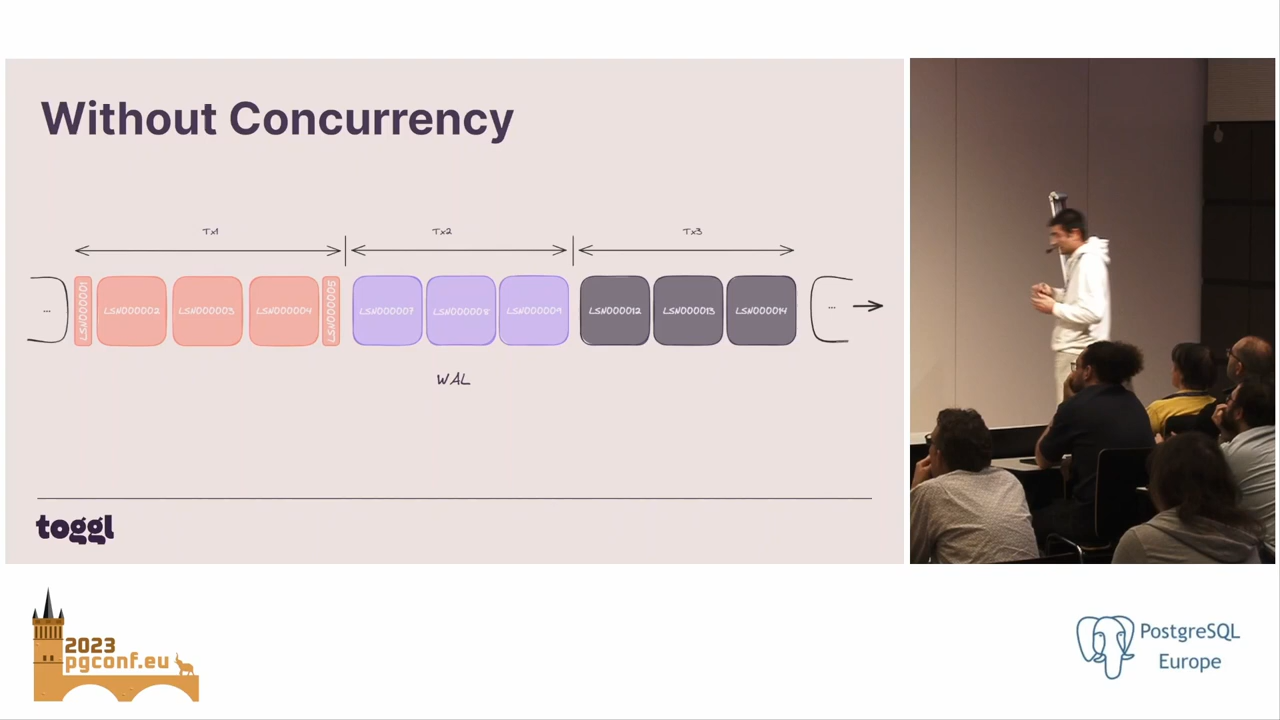 Without Concurrency
Tx1 Tx2 Tx3
... LSN000001 LSN000002 LSN000003 LSN000004 LSN000005 LSN000007 LSN000008 LSN000009 LSN000012 LSN000013 LSN000014 ...
WAL
toggl
2023
pgconf.eu
PostgreSQL
Europe